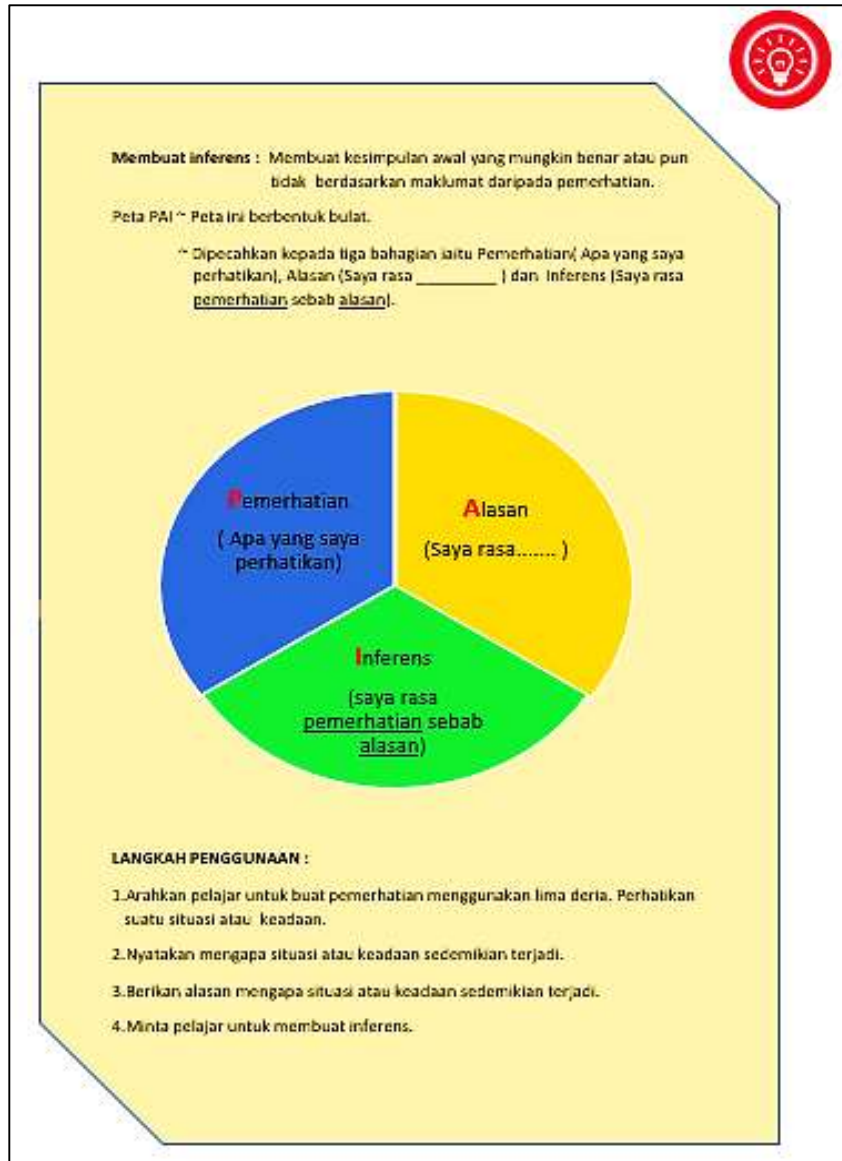 Membuat inferens : Membuat kesimpulan awal yang mungkin benar atau pun
tidak berdasarkan maklumat daripada pemerhatian.
Peta PAI ~ Peta ini berbentuk bulat.
~ Dipecahkan kepada tiga bahagian iaitu Pemerhatian( Apa yang saya
perhatikan), Alasan (Saya rasa _________ ) dan Inferens (Saya rasa
pemerhatian sebab alasan).
Pemerhatian
( Apa yang saya
perhatikan)
Alasan
(Saya rasa....... )
Inferens
(saya rasa
pemerhatian sebab
alasan)
LANGKAH PENGGUNAAN :
1.Arahkan pelajar untuk buat pemerhatian menggunakan lima deria. Perhatikan
suatu situasi atau keadaan.
2.Nyatakan mengapa situasi atau keadaan sedemikian terjadi.
3.Berikan alasan mengapa situasi atau keadaan sedemikian terjadi.
4.Minta pelajar untuk membuat inferens.